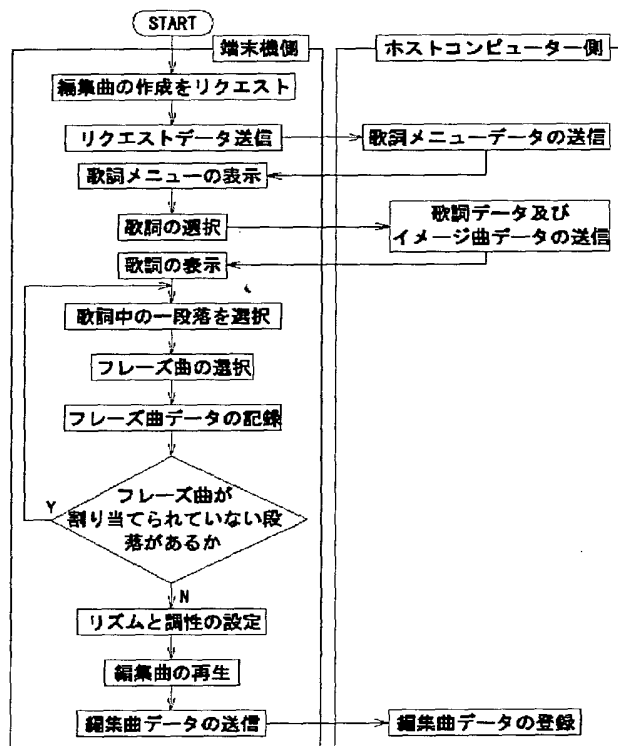 START
端末機側
ホストコンピューター側
編集曲の作成をリクエスト
リクエストデータ送信
歌詞メニューデータの送信
歌詞メニューの表示
歌詞の選択
歌詞データ及び
イメージ曲データの送信
歌詞の表示
歌詞中の一段落を選択
フレーズ曲の選択
フレーズ曲データの記録
Y
フレーズ曲が
割り当てられていない段
落があるか
N
リズムと調性の設定
編集曲の再生
編集曲データの送信
編集曲データの登録